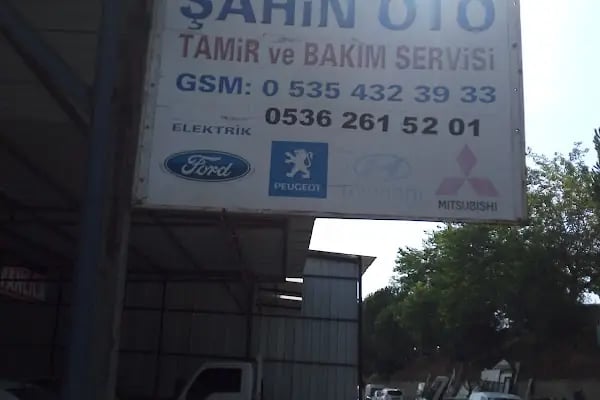 ŞAHİN OTO
TAMİR ve BAKIM SERVİSİ
GSM: 0 535 432 39 33
ELEKTRİK 0536 261 52 01
Ford
PEUGEOT
MITSUBISHI